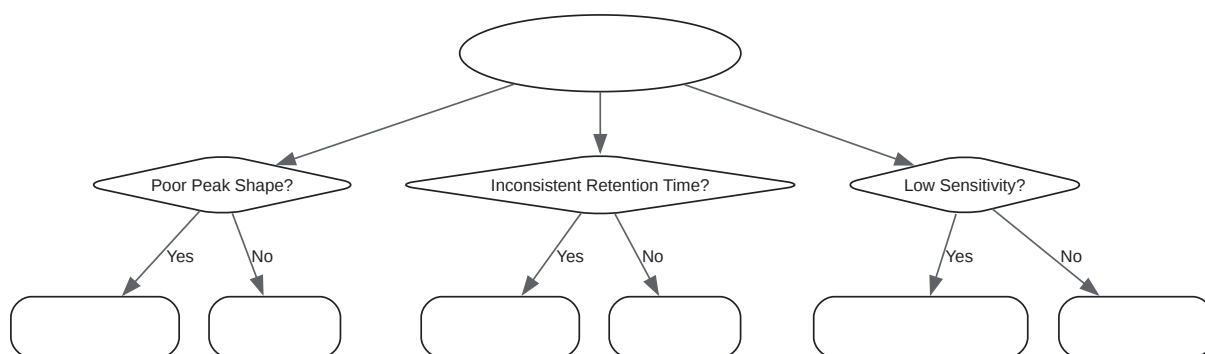 Poor Peak Shape?
Inconsistent Retention Time?
Low Sensitivity?
Yes
No
Yes
No
Yes
No